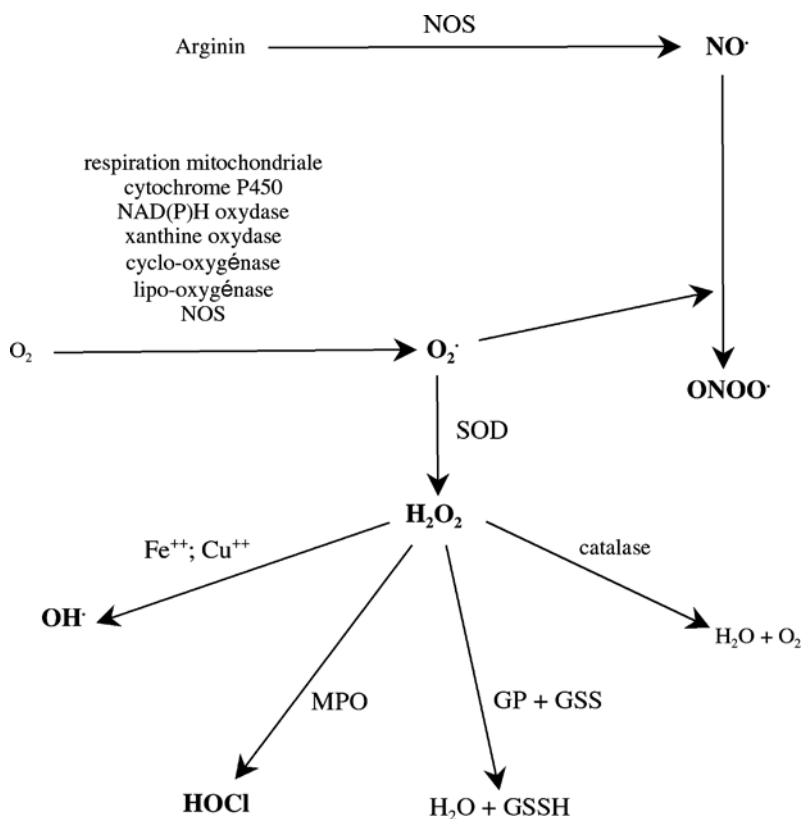 NOS
Arginin
NO·
respiration mitochondriale
cytochrome P450
NAD(P)H oxydase
xanthine oxydase
cyclo-oxygénase
lipo-oxygénase
NOS
O₂
O₂·
ONOO·
SOD
H₂O₂
Fe⁺⁺; Cu⁺⁺
catalase
OH·
H₂O + O₂
MPO
GP + GSS
HOCl
H₂O + GSSH